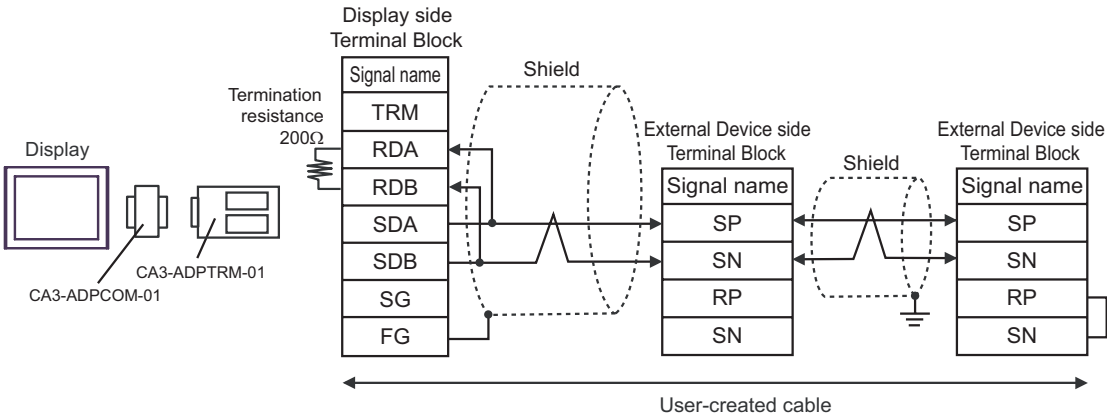 Display side
Terminal Block
Signal name
TRM
RDA
RDB
SDA
SDB
SG
FG
Termination
resistance
200Ω
Shield
Display
CA3-ADPCOM-01
CA3-ADPTRM-01
External Device side
Terminal Block
Signal name
SP
SN
RP
SN
Shield
External Device side
Terminal Block
Signal name
SP
SN
RP
SN
User-created cable